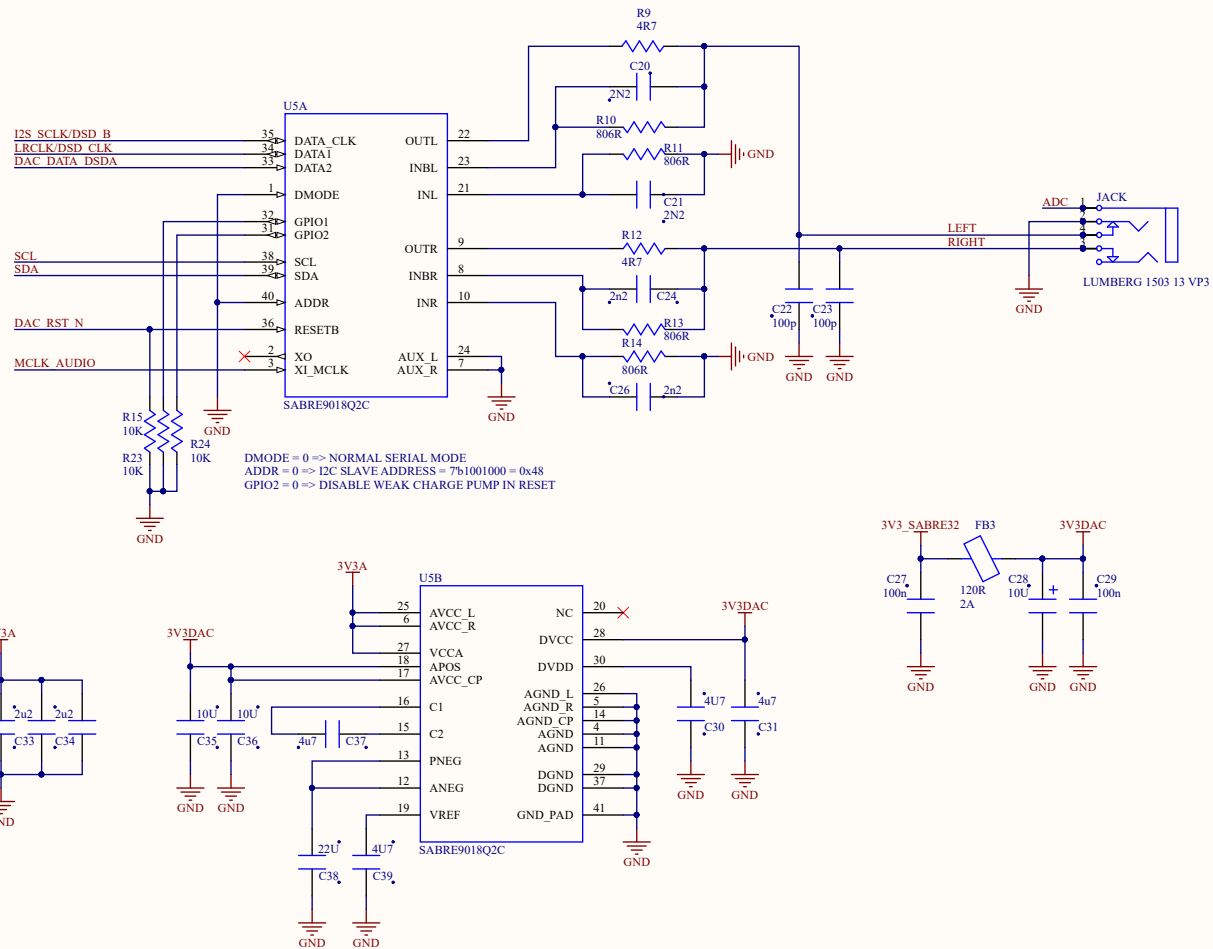 R9
4R7
C20
2N2
R10
806R
R11
806R
GND
C21
2N2
U5A
I2S_SCLK/DSD_B
LRCLK/DSD_CLK
DAC_DATA_DSDA
35 DATA_CLK
34 DATA1
33 DATA2
1 DMODE
32 GPIO1
31 GPIO2
SCL 38 SCL
SDA 39 SDA
40 ADDR
DAC_RST_N 36 RESETB
2 XO
MCLK_AUDIO 3 XI_MCLK
OUTL 22
INBL 23
INL 21
OUTR 9
INBR 8
INR 10
AUX_L 24
AUX_R 7
SABRE9018Q2C
GND
GND
R12
4R7
2n2 C24
R13
806R
R14
806R
GND
C26 2n2
C22
100p
C23
100p
GND
GND
LEFT
RIGHT
ADC
1
2
4
3
JACK
LUMBERG 1503 13 VP3
GND
R15
10K
R23
10K
R24
10K
GND
DMODE = 0 => NORMAL SERIAL MODE
ADDR = 0 => I2C SLAVE ADDRESS = 7'b1001000 = 0x48
GPIO2 = 0 => DISABLE WEAK CHARGE PUMP IN RESET
3V3_SABRE32
FB3
3V3DAC
C27
100n
120R
2A
C28
10U
+
C29
100n
GND
GND
GND
3V3A
U5B
25 AVCC_L
6 AVCC_R
27 VCCA
18 APOS
17 AVCC_CP
16 C1
15 C2
13 PNEG
12 ANEG
19 VREF
NC 20
DVCC 28
DVDD 30
AGND_L 26
AGND_R 5
AGND_CP 14
AGND 4
AGND 11
DGND 29
DGND 37
GND_PAD 41
SABRE9018Q2C
3V3DAC
4U7
C30
4u7
C31
GND
GND
GND
3A
2u2
C33
2u2
C34
ND
3V3DAC
10U
C35
10U
C36
GND
GND
4u7 C37
22U
C38
4U7
C39
GND
GND